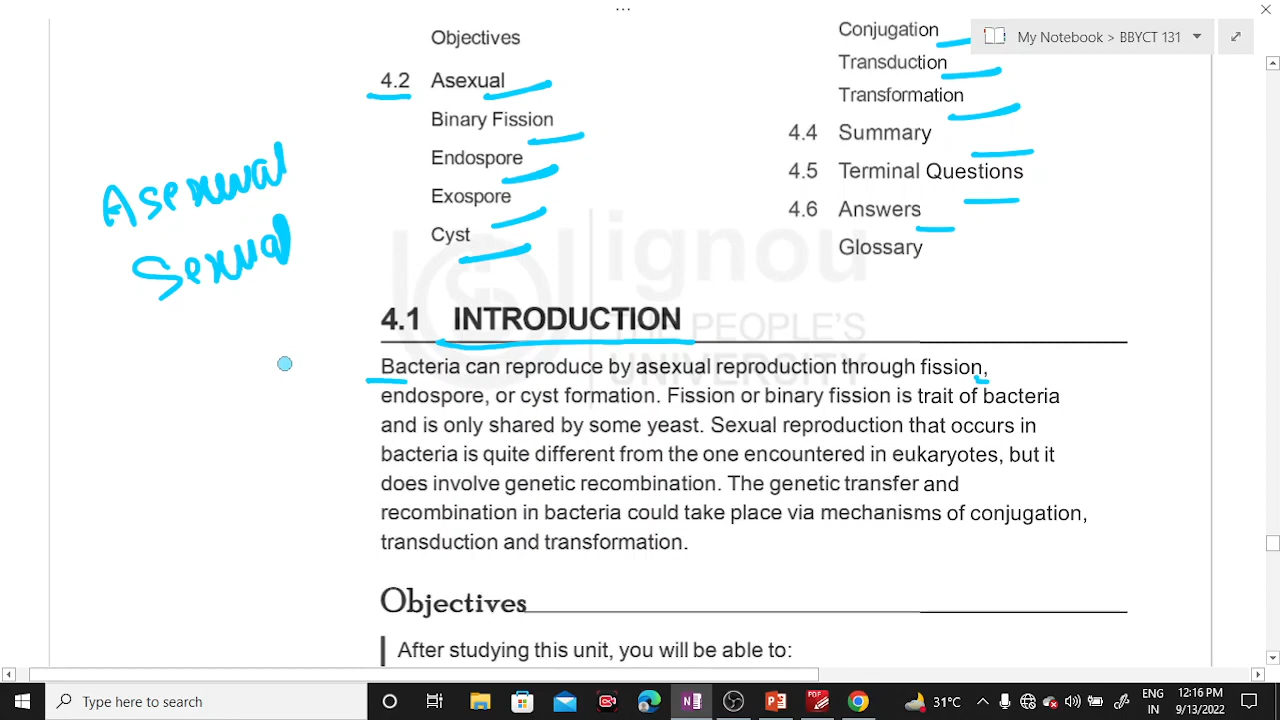 ...
Objectives
Conjugation
My Notebook > BBYCT 131
Transduction
4.2 Asexual
Transformation
Binary Fission
4.4 Summary
Endospore
4.5 Terminal Questions
Exospore
4.6 Answers
Cyst
Glossary
Asexual
Sexual
ignou
THE PEOPLE'S
UNIVERSITY
4.1 INTRODUCTION
Bacteria can reproduce by asexual reproduction through fission,
endospore, or cyst formation. Fission or binary fission is trait of bacteria
and is only shared by some yeast. Sexual reproduction that occurs in
bacteria is quite different from the one encountered in eukaryotes, but it
does involve genetic recombination. The genetic transfer and
recombination in bacteria could take place via mechanisms of conjugation,
transduction and transformation.
Objectives
After studying this unit, you will be able to:
Type here to search
31°C
ENG
IN
12:16 PM
9/13/2022